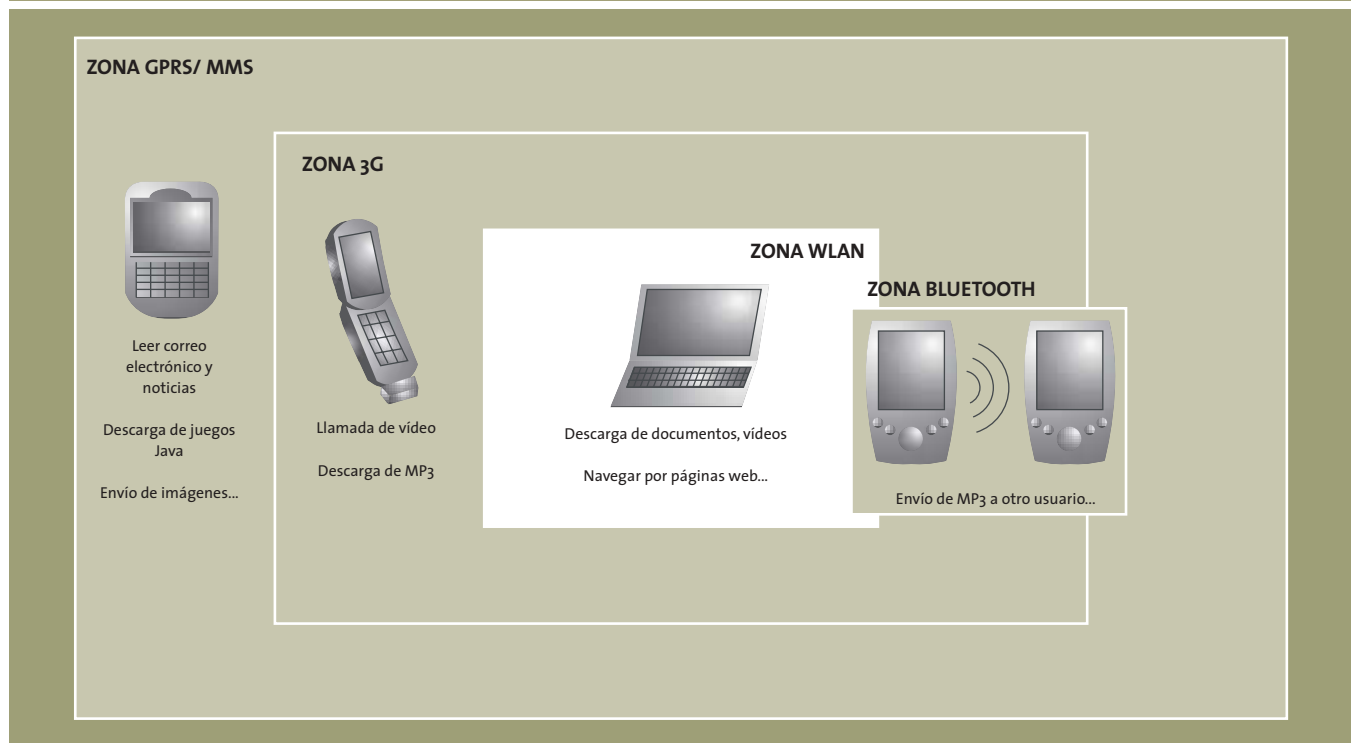 ZONA GPRS/ MMS
Leer correo
electrónico y
noticias
Descarga de juegos
Java
Envío de imágenes...
ZONA 3G
Llamada de vídeo
Descarga de MP3
ZONA WLAN
Descarga de documentos, vídeos
Navegar por páginas web...
ZONA BLUETOOTH
Envío de MP3 a otro usuario...